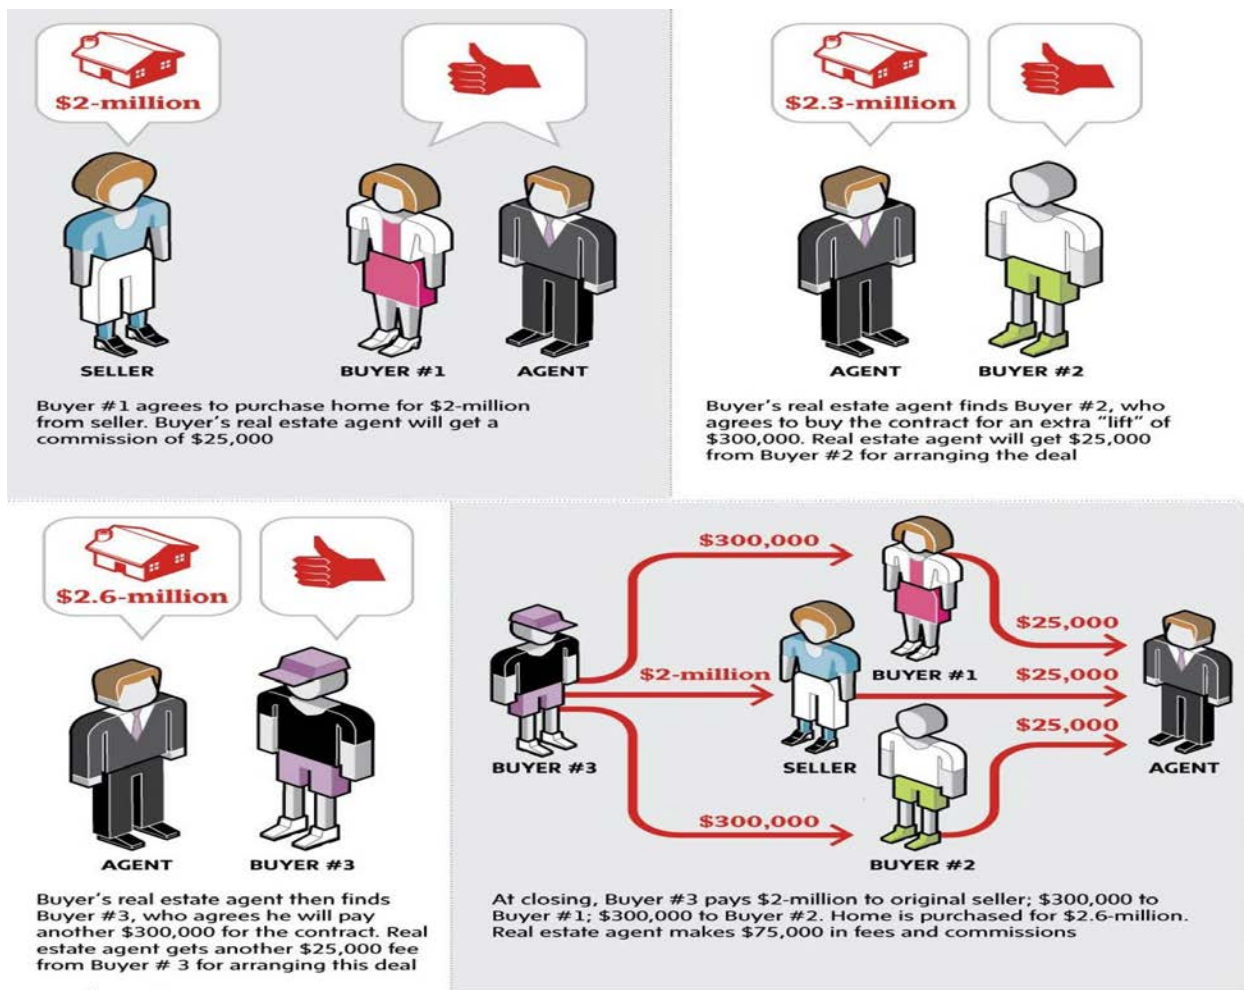 $2-million
SELLER
BUYER #1
AGENT
Buyer #1 agrees to purchase home for $2-million
from seller. Buyer's real estate agent will get a
commission of $25,000
$2.3-million
AGENT
BUYER #2
Buyer's real estate agent finds Buyer #2, who
agrees to buy the contract for an extra "lift" of
$300,000. Real estate agent will get $25,000
from Buyer #2 for arranging the deal
$2.6-million
AGENT
BUYER #3
Buyer's real estate agent then finds
Buyer #3, who agrees he will pay
another $300,000 for the contract. Real
estate agent gets another $25,000 fee
from Buyer # 3 for arranging this deal
$300,000
$25,000
BUYER #1
$2-million
$25,000
$25,000
BUYER #3
SELLER
AGENT
$300,000
BUYER #2
At closing, Buyer #3 pays $2-million to original seller; $300,000 to
Buyer #1; $300,000 to Buyer #2. Home is purchased for $2.6-million.
Real estate agent makes $75,000 in fees and commissions